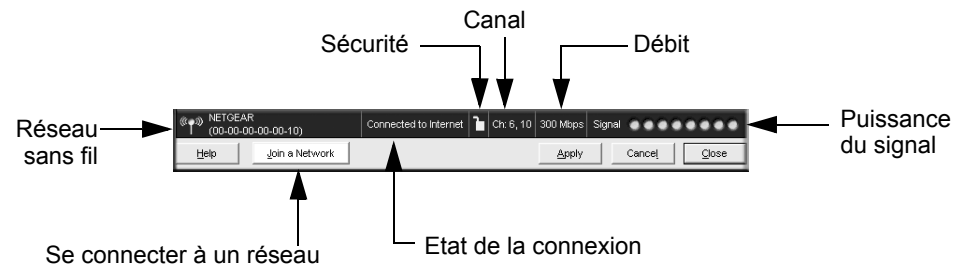 Canal
Sécurité
Débit
Réseau
sans fil
NETGEAR
(00-00-00-00-00-10)
Connected to Internet
Ch: 6, 10
300 Mbps
Signal
Puissance
du signal
Help
Join a Network
Apply
Cancel
Close
Se connecter à un réseau
Etat de la connexion